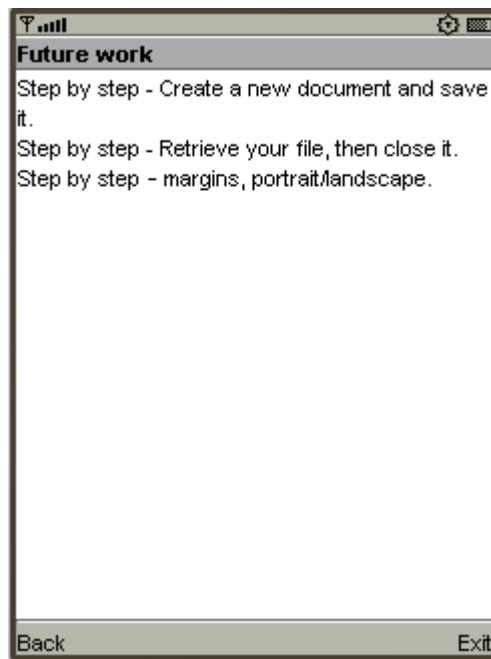 Future work
Step by step - Create a new document and save
it.
Step by step - Retrieve your file, then close it.
Step by step - margins, portrait/landscape.
Back
Exit